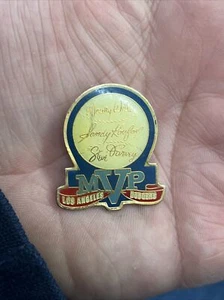 Sandy Koufax
Steve Garvey
MVP
LOS ANGELES DODGERS